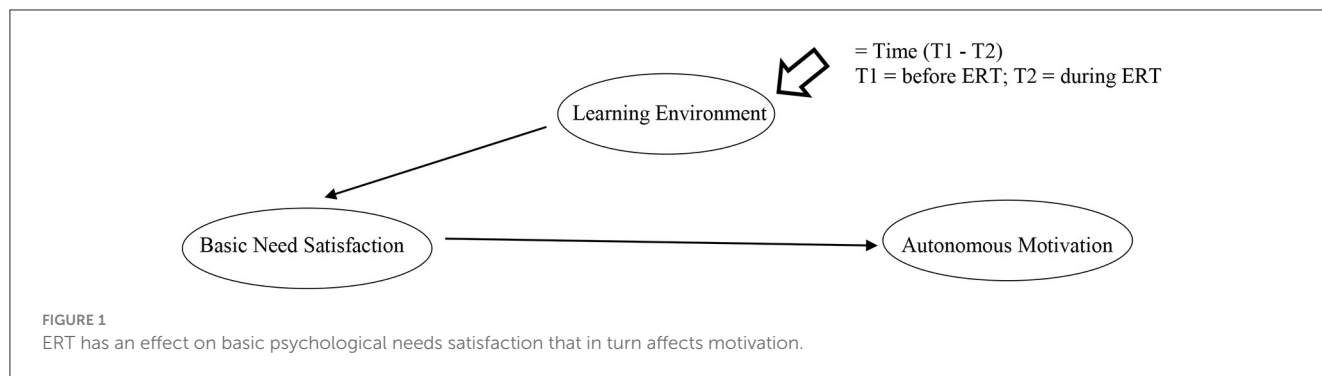 = Time (T1 - T2)
T1 = before ERT; T2 = during ERT
Learning Environment
Basic Need Satisfaction
Autonomous Motivation
FIGURE 1
ERT has an effect on basic psychological needs satisfaction that in turn affects motivation.